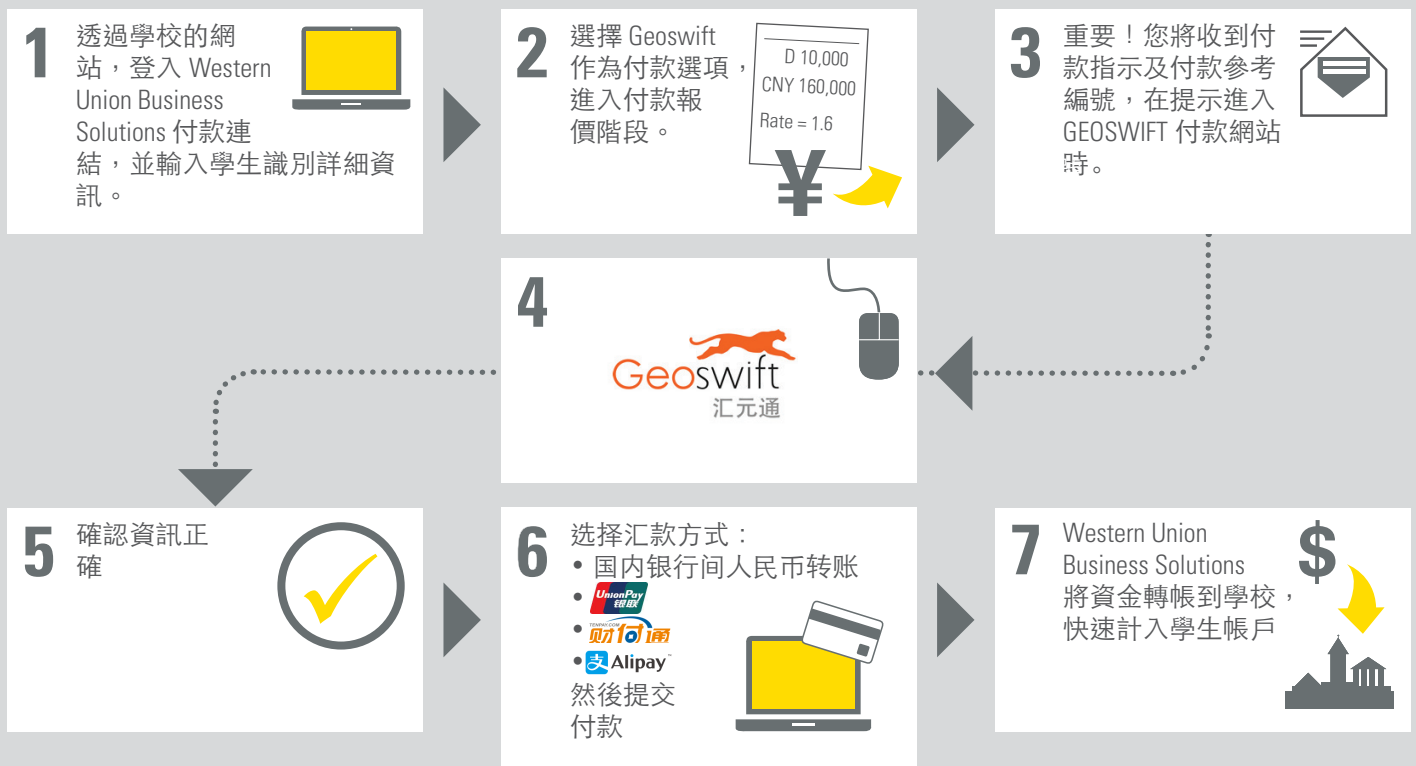 1
透過學校的網
站，登入 Western
Union Business
Solutions 付款連
結，並輸入學生識別詳細資
訊。
2
選擇 Geoswift
作為付款選項，
進入付款報
價階段。
D 10,000
CNY 160,000
Rate = 1.6
¥
3
重要！您將收到付
款指示及付款參考
編號，在提示進入
GEOSWIFT 付款網站
時。
4
Geoswift
汇元通
5
確認資訊正
確
6
选择汇款方式：
• 国内银行间人民币转账
• UnionPay
银联
• TENPAY.COM
财付通
• 支 Alipay
然後提交
付款
7
Western Union
Business Solutions
將資金轉帳到學校，
快速計入學生帳戶
$